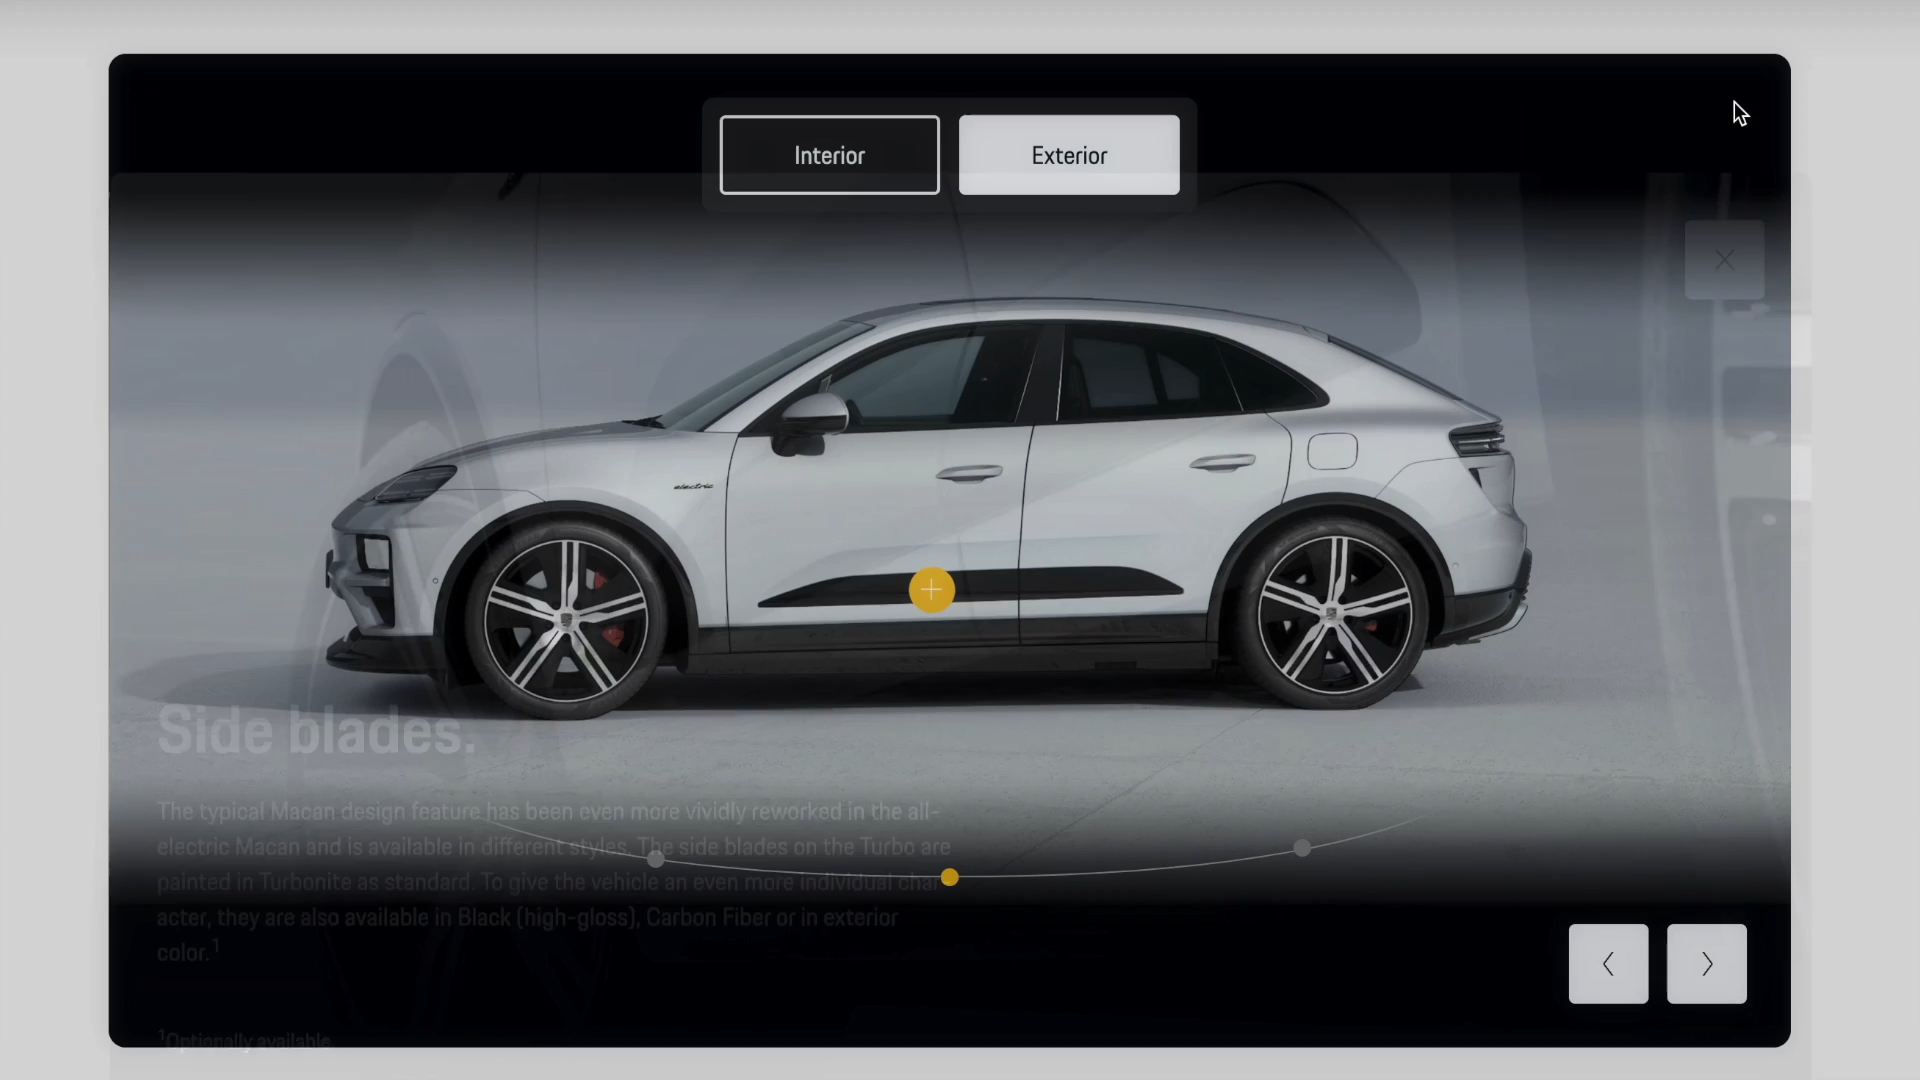 Interior
Exterior
electric
Side blades.
The typical Macan design feature has been even more vividly reworked in the all-
electric Macan and is available in different styles. The side blades on the Turbo are
painted in Turbonite as standard. To give the vehicle an even more individual char-
acter, they are also available in Black (high-gloss), Carbon Fiber or in exterior
color.¹
¹Optionally available